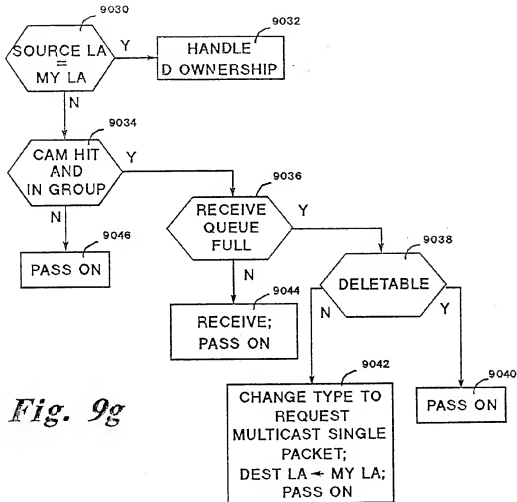 9030
SOURCE LA
=
MY LA
Y
9032
HANDLE
D OWNERSHIP
N
9034
CAM HIT
AND
IN GROUP
Y
9036
RECEIVE
QUEUE
FULL
Y
N
9046
PASS ON
9038
DELETABLE
N
9044
RECEIVE;
PASS ON
N
Y
9042
CHANGE TYPE TO
REQUEST
MULTICAST SINGLE
PACKET;
DEST LA ← MY LA;
PASS ON
9040
PASS ON
Fig. 9g